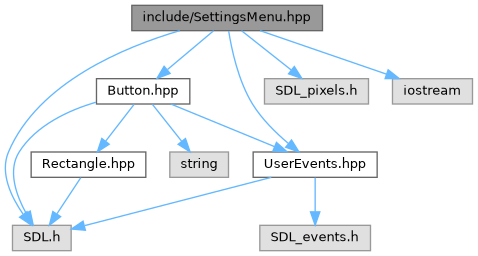 include/SettingsMenu.hpp
Button.hpp
SDL_pixels.h
iostream
Rectangle.hpp
string
UserEvents.hpp
SDL.h
SDL_events.h